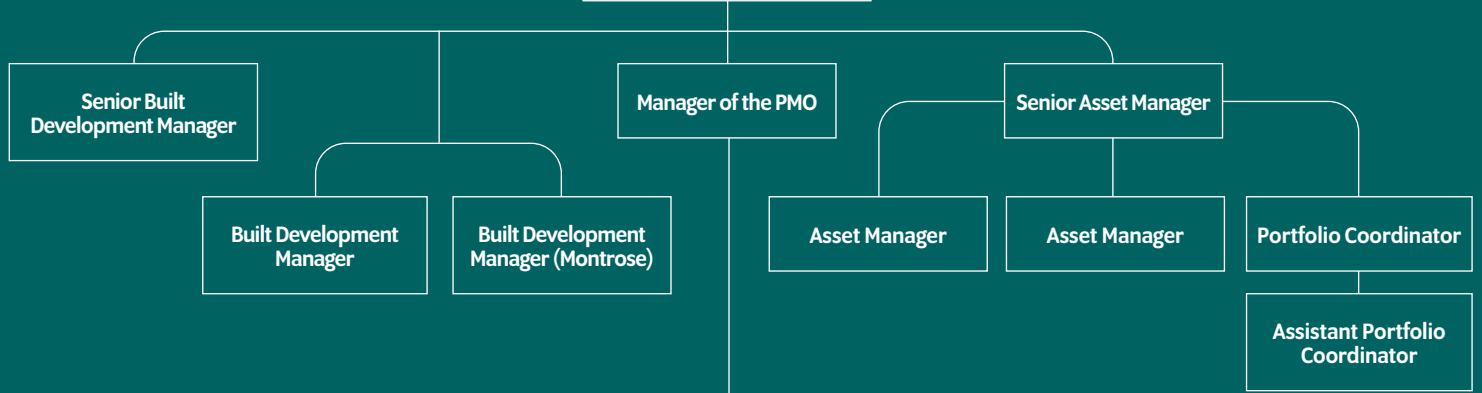 Senior Built
Development Manager
Manager of the PMO
Senior Asset Manager
Built Development
Manager
Built Development
Manager (Montrose)
Asset Manager
Asset Manager
Portfolio Coordinator
Assistant Portfolio
Coordinator